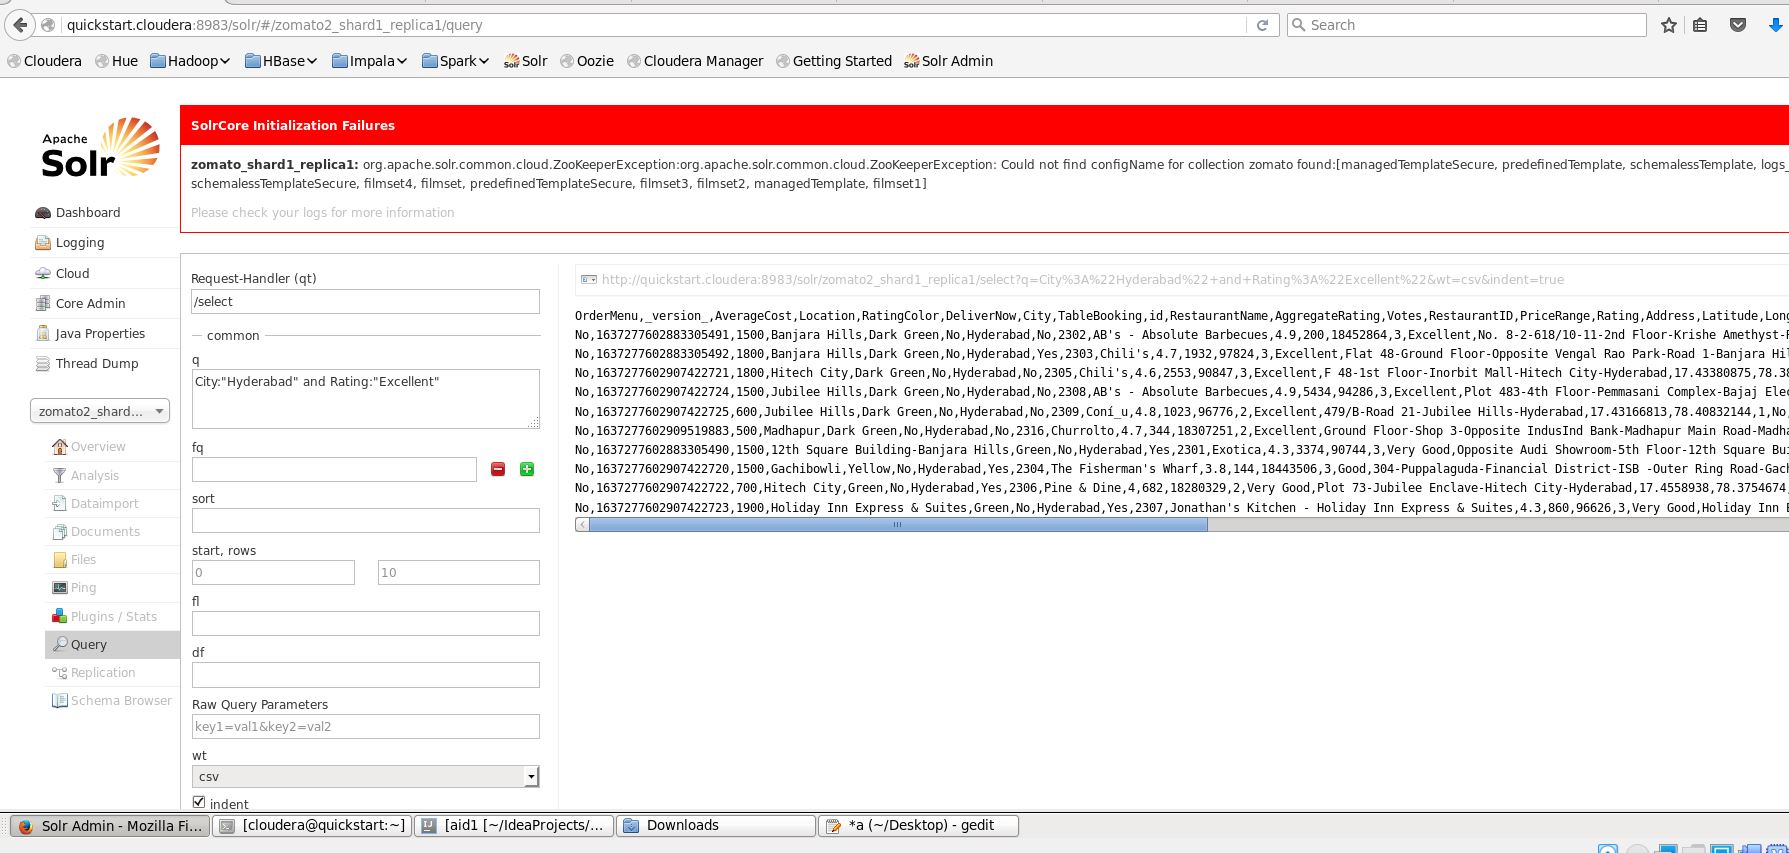 quickstart.cloudera:8983/solr/#/zomato2_shard1_replica1/query
Search
Cloudera Hue Hadoop HBase Impala Spark Solr Oozie Cloudera Manager Getting Started Solr Admin
Apache
Solr
SolrCore Initialization Failures
zomato_shard1_replica1: org.apache.solr.common.cloud.ZooKeeperException:org.apache.solr.common.cloud.ZooKeeperException: Could not find configName for collection zomato found:[managedTemplateSecure, predefinedTemplate, schemalessTemplate, logs_
schemalessTemplateSecure, filmset4, filmset, predefinedTemplateSecure, filmset3, filmset2, managedTemplate, filmset1]
Please check your logs for more information
Dashboard
Logging
Cloud
Core Admin
Java Properties
Thread Dump
zomato2_shard...
Overview
Analysis
Dataimport
Documents
Files
Ping
Plugins / Stats
Query
Replication
Schema Browser
Request-Handler (qt)
/select
common
q
City:"Hyderabad" and Rating:"Excellent"
fq
sort
start, rows
0 10
fl
df
Raw Query Parameters
key1=val1&key2=val2
wt
csv
indent
http://quickstart.cloudera:8983/solr/zomato2_shard1_replica1/select?q=City%3A%22Hyderabad%22+and+Rating%3A%22Excellent%22&wt=csv&indent=true
OrderMenu,_version_,AverageCost,Location,RatingColor,DeliverNow,City,TableBooking,id,RestaurantName,AggregateRating,Votes,RestaurantID,PriceRange,Rating,Address,Latitude,Long
No,1637277602883305491,1500,Banjara Hills,Dark Green,No,Hyderabad,No,2302,AB's - Absolute Barbecues,4.9,200,18452864,3,Excellent,No. 8-2-618/10-11-2nd Floor-Krishe Amethyst-R
No,1637277602883305492,1800,Banjara Hills,Dark Green,No,Hyderabad,Yes,2303,Chili's,4.7,1932,97824,3,Excellent,Flat 48-Ground Floor-Opposite Vengal Rao Park-Road 1-Banjara Hil
No,1637277602907422721,1800,Hitech City,Dark Green,No,Hyderabad,No,2305,Chili's,4.6,2553,90847,3,Excellent,F 48-1st Floor-Inorbit Mall-Hitech City-Hyderabad,17.43380875,78.38
No,1637277602907422724,1500,Jubilee Hills,Dark Green,No,Hyderabad,No,2308,AB's - Absolute Barbecues,4.9,5434,94286,3,Excellent,Plot 483-4th Floor-Pemmasani Complex-Bajaj Elec
No,1637277602907422725,600,Jubilee Hills,Dark Green,No,Hyderabad,No,2309,Coní_u,4.8,1023,96776,2,Excellent,479/B-Road 21-Jubilee Hills-Hyderabad,17.43166813,78.40832144,1,No,
No,1637277602909519883,500,Madhapur,Dark Green,No,Hyderabad,No,2316,Churrolto,4.7,344,18307251,2,Excellent,Ground Floor-Shop 3-Opposite IndusInd Bank-Madhapur Main Road-Madha
No,1637277602883305490,1500,12th Square Building-Banjara Hills,Green,No,Hyderabad,Yes,2301,Exotica,4.3,3374,90744,3,Very Good,Opposite Audi Showroom-5th Floor-12th Square Bui
No,1637277602907422720,1500,Gachibowli,Yellow,No,Hyderabad,Yes,2304,The Fisherman's Wharf,3.8,144,18443506,3,Good,304-Puppalaguda-Financial District-ISB -Outer Ring Road-Gach
No,1637277602907422722,700,Hitech City,Green,No,Hyderabad,Yes,2306,Pine & Dine,4,682,18280329,2,Very Good,Plot 73-Jubilee Enclave-Hitech City-Hyderabad,17.4558938,78.3754674,
No,1637277602907422723,1900,Holiday Inn Express & Suites,Green,No,Hyderabad,Yes,2307,Jonathan's Kitchen - Holiday Inn Express & Suites,4.3,860,96626,3,Very Good,Holiday Inn E
Solr Admin - Mozilla Fi... [cloudera@quickstart:~] [aid1 [~/IdeaProjects/... Downloads *a (~/Desktop) - gedit